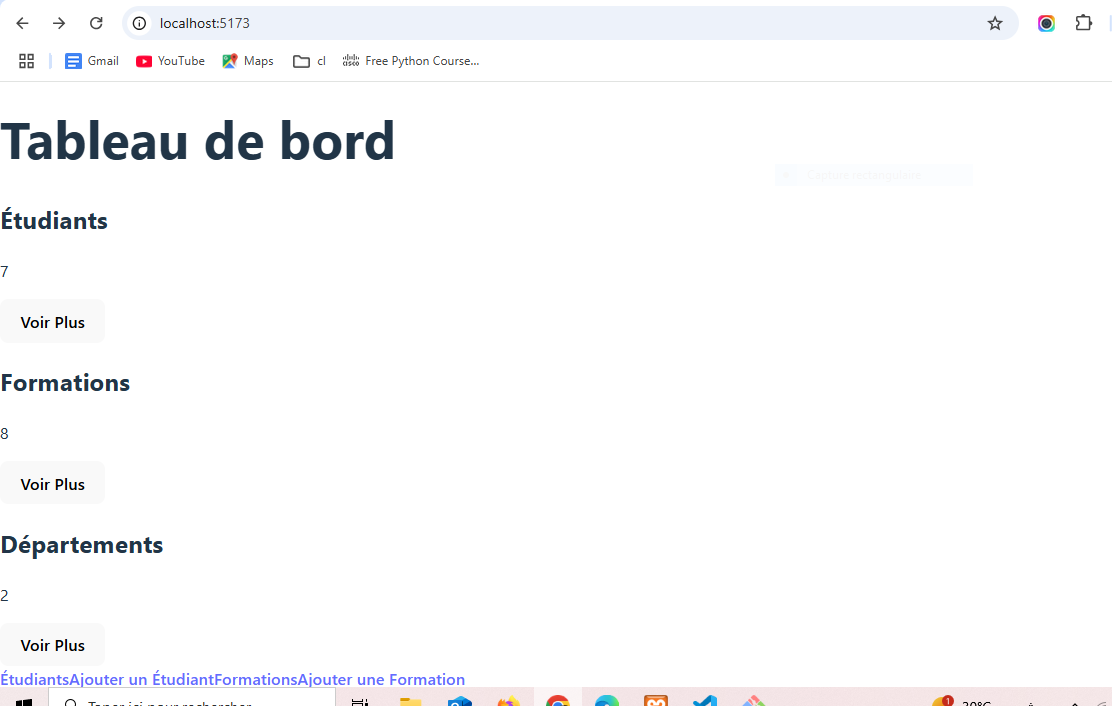 localhost:5173
Gmail YouTube Maps cl Free Python Course...
Tableau de bord
Capture rectangulaire
Étudiants
7
Voir Plus
Formations
8
Voir Plus
Départements
2
Voir Plus
ÉtudiantsAjouter un ÉtudiantFormationsAjouter une Formation
Taper ici pour rechercher
1
20°C